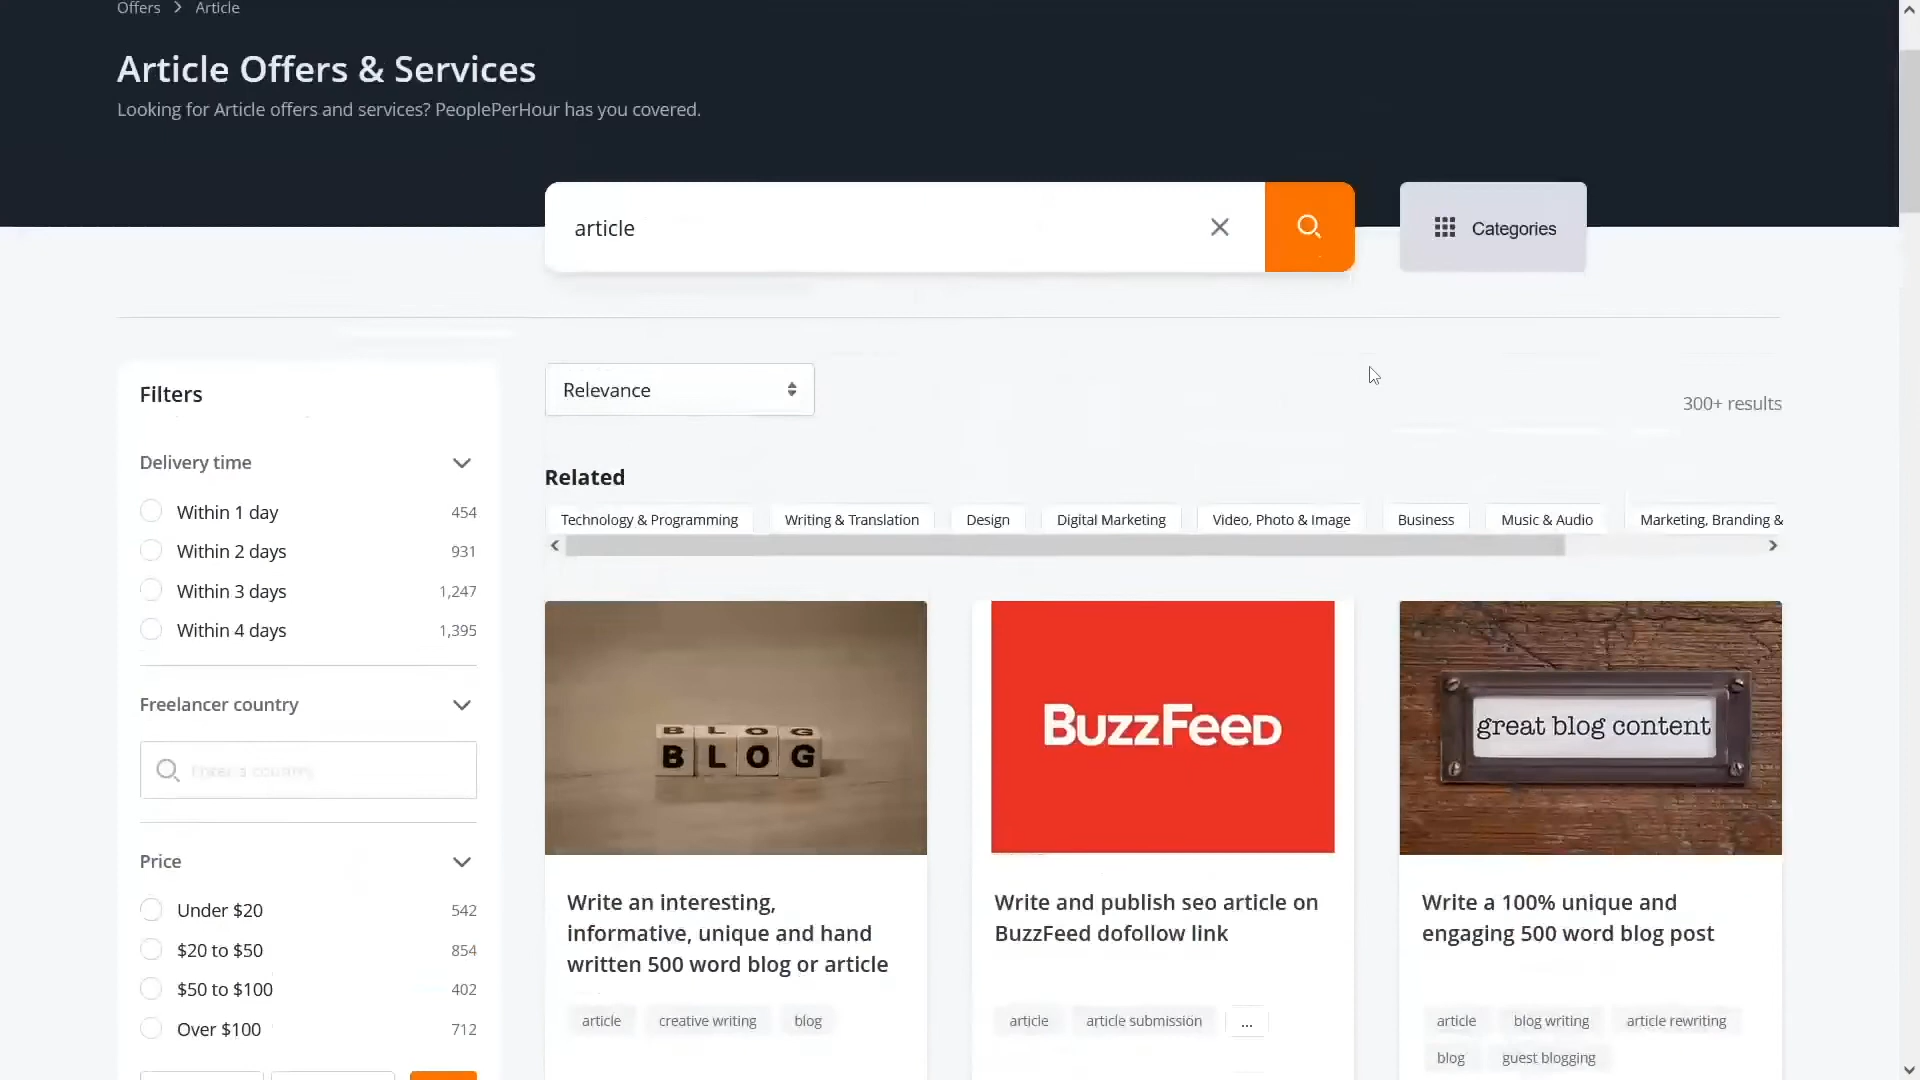 Offers > Article
Article Offers & Services
Looking for Article offers and services? PeoplePerHour has you covered.
article
Categories
Filters
Relevance
300+ results
Delivery time
Within 1 day 454
Within 2 days 931
Within 3 days 1,247
Within 4 days 1,395
Freelancer country
Enter a country
Price
Under $20 542
$20 to $50 854
$50 to $100 402
Over $100 712
Related
Technology & Programming
Writing & Translation
Design
Digital Marketing
Video, Photo & Image
Business
Music & Audio
Marketing, Branding &
BLOG
BLOG
Write an interesting,
informative, unique and hand
written 500 word blog or article
article creative writing blog
BuzzFeed
Write and publish seo article on
BuzzFeed dofollow link
article article submission ...
great blog content
Write a 100% unique and
engaging 500 word blog post
article blog writing article rewriting
blog guest blogging